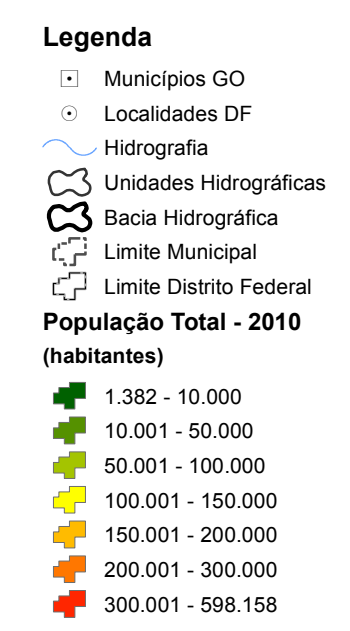 Legenda
Municípios GO
Localidades DF
Hidrografia
Unidades Hidrográficas
Bacia Hidrográfica
Limite Municipal
Limite Distrito Federal
População Total - 2010
(habitantes)
1.382 - 10.000
10.001 - 50.000
50.001 - 100.000
100.001 - 150.000
150.001 - 200.000
200.001 - 300.000
300.001 - 598.158